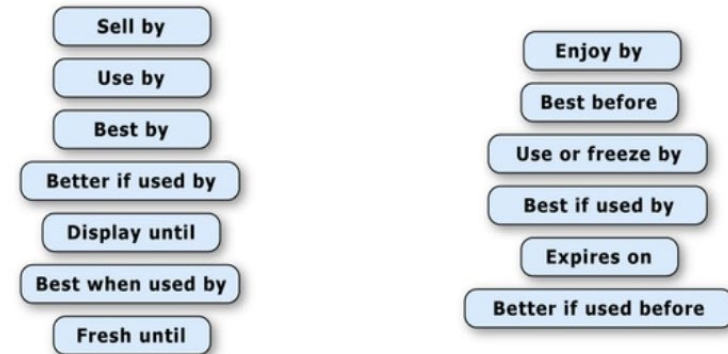 Sell by
Use by
Best by
Better if used by
Display until
Best when used by
Fresh until
Enjoy by
Best before
Use or freeze by
Best if used by
Expires on
Better if used before